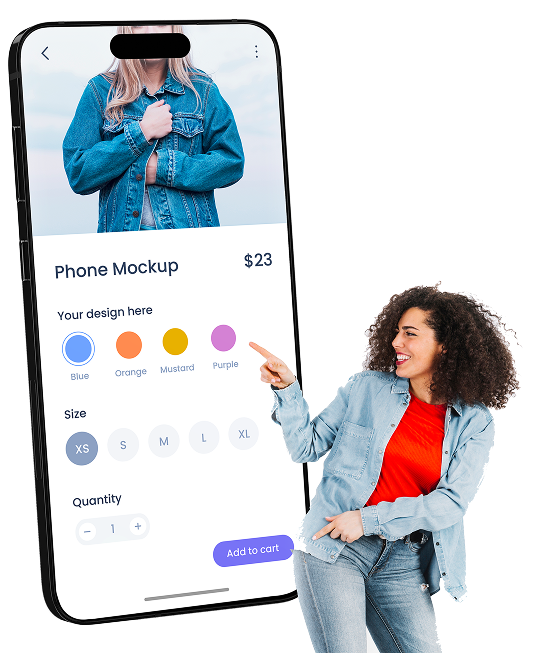 Phone Mockup $23
Your design here
Blue Orange Mustard Purple
Size
XS S M L XL
Quantity
− 1 +
Add to cart